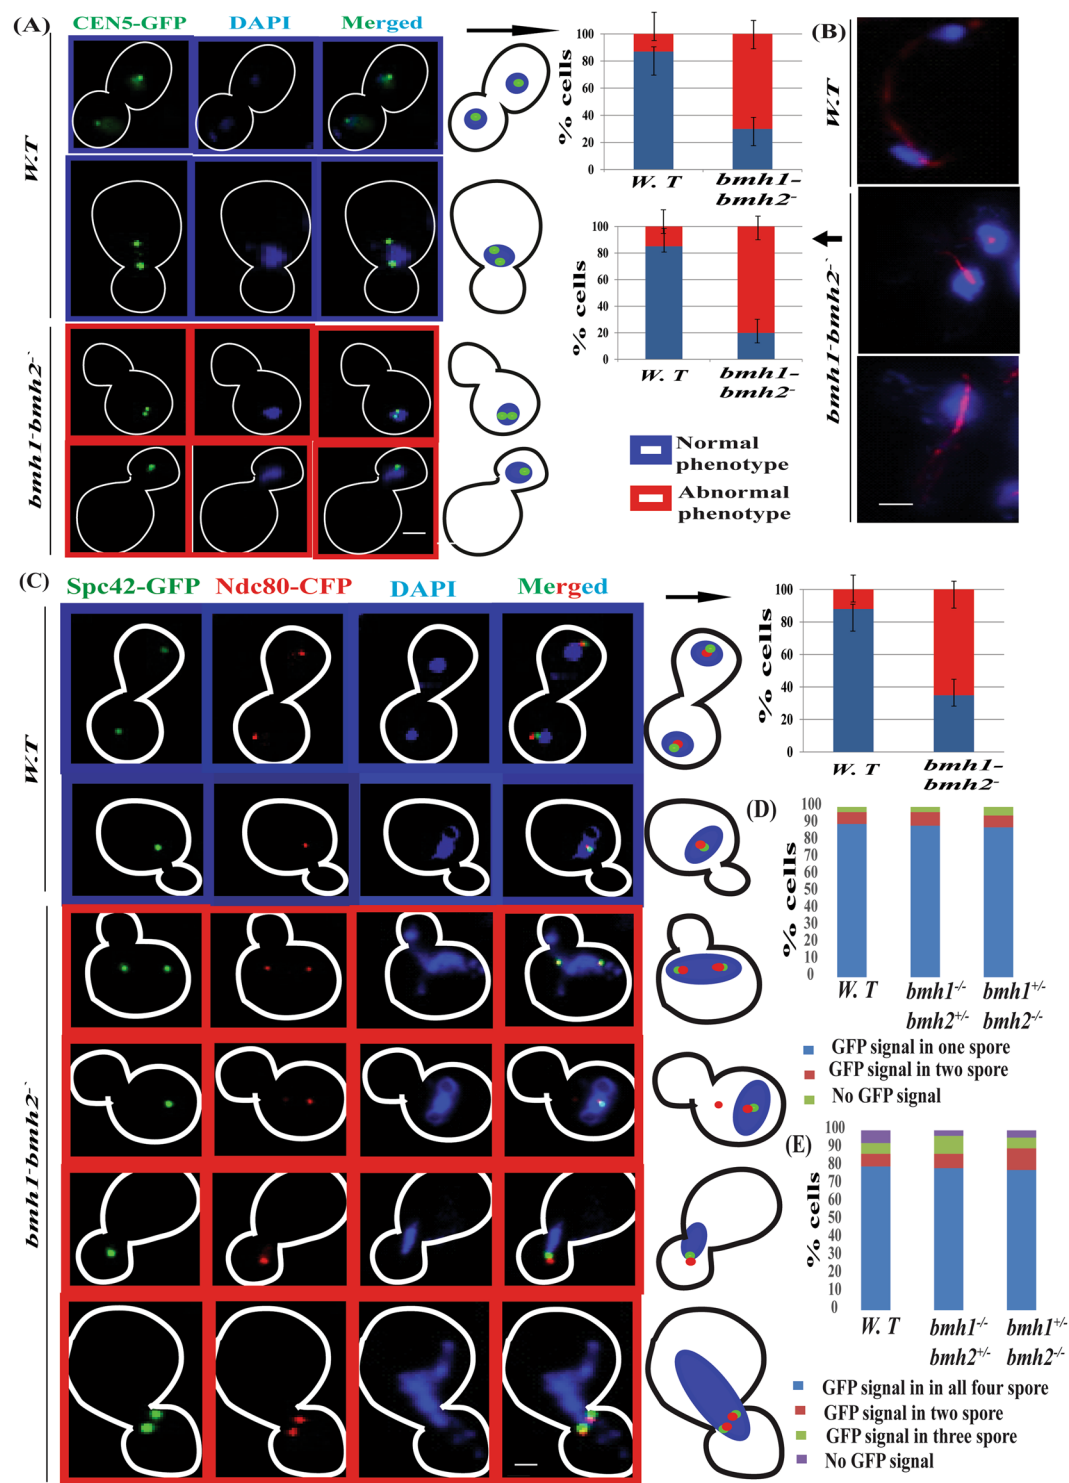 (A)
CEN5-GFP DAPI Merged
W.T
bmh1-bmh2-`
% cells
100
80
60
40
20
0
W. T
bmh1-
bmh2-
% cells
100
80
60
40
20
0
W. T
bmh1-
bmh2-
Normal
phenotype
Abnormal
phenotype
(B)
W.T
bmh1-bmh2-`
(C)
Spc42-GFP Ndc80-CFP DAPI Merged
W.T
bmh1-bmh2-`
% cells
100
80
60
40
20
0
W. T
bmh1-
bmh2-
(D)
% cells
100
90
80
70
60
50
40
30
20
10
0
W. T
bmh1-/-
bmh2+/-
bmh1+/-
bmh2-/-
GFP signal in one spore
GFP signal in two spore
No GFP signal
(E)
% cells
100
90
80
70
60
50
40
30
20
10
0
W. T
bmh1-/-
bmh2+/-
bmh1+/-
bmh2-/-
GFP signal in in all four spore
GFP signal in two spore
GFP signal in three spore
No GFP signal